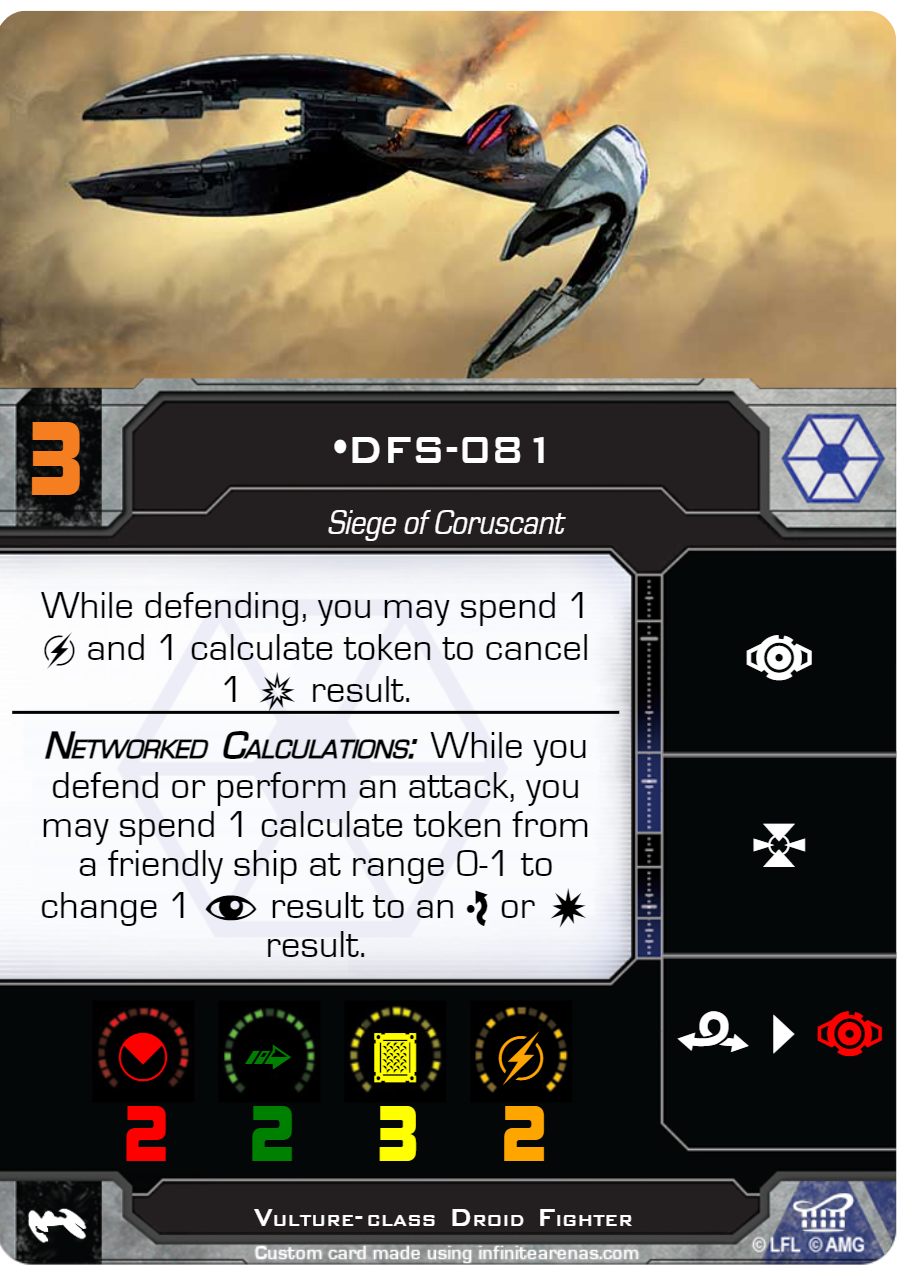 3
•DFS-081
Siege of Coruscant
While defending, you may spend 1
and 1 calculate token to cancel
1 result.
NETWORKED CALCULATIONS: While you
defend or perform an attack, you
may spend 1 calculate token from
a friendly ship at range 0-1 to
change 1 result to an or
result.
2 2 3 2
VULTURE-CLASS DROID FIGHTER
© LFL © AMG
Custom card made using infinitearenas.com